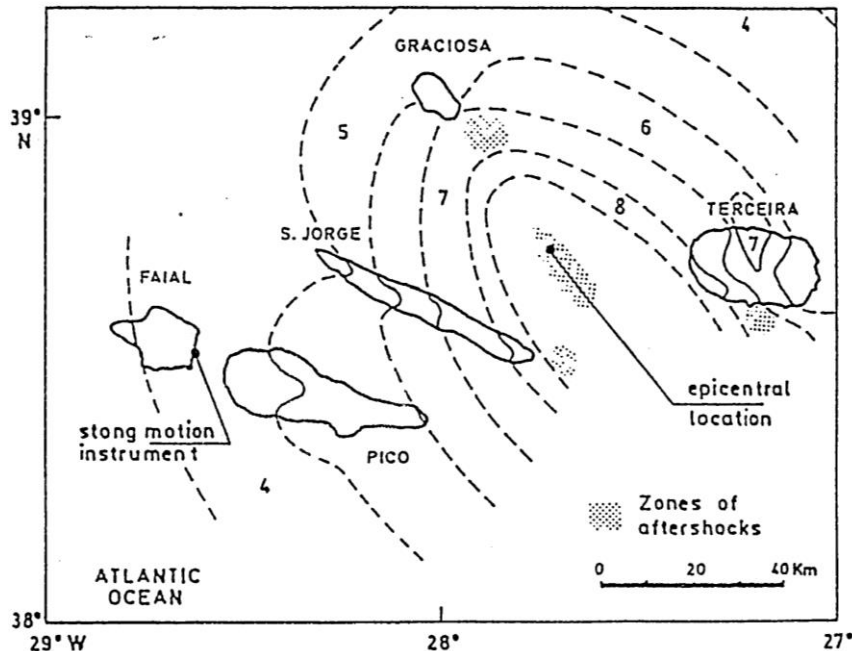 4
GRACIOSA
39°
N
5
6
7
8
TERCEIRA
7
S. JORGE
FAIAL
epicentral
location
stong motion
instrument
PICO
4
Zones of
aftershocks
0 20 40 Km
ATLANTIC
OCEAN
38°
29° W 28° 27°